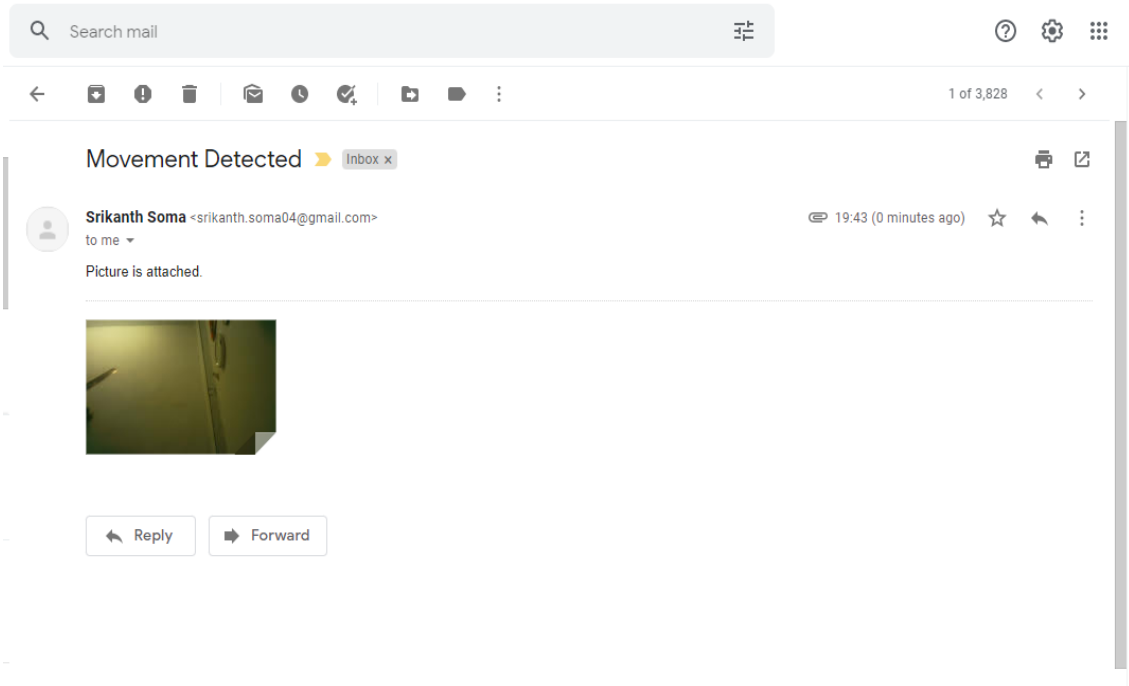 Search mail
1 of 3,828
Movement Detected Inbox x
Srikanth Soma <srikanth.soma04@gmail.com> 19:43 (0 minutes ago)
to me
Picture is attached.
Reply Forward